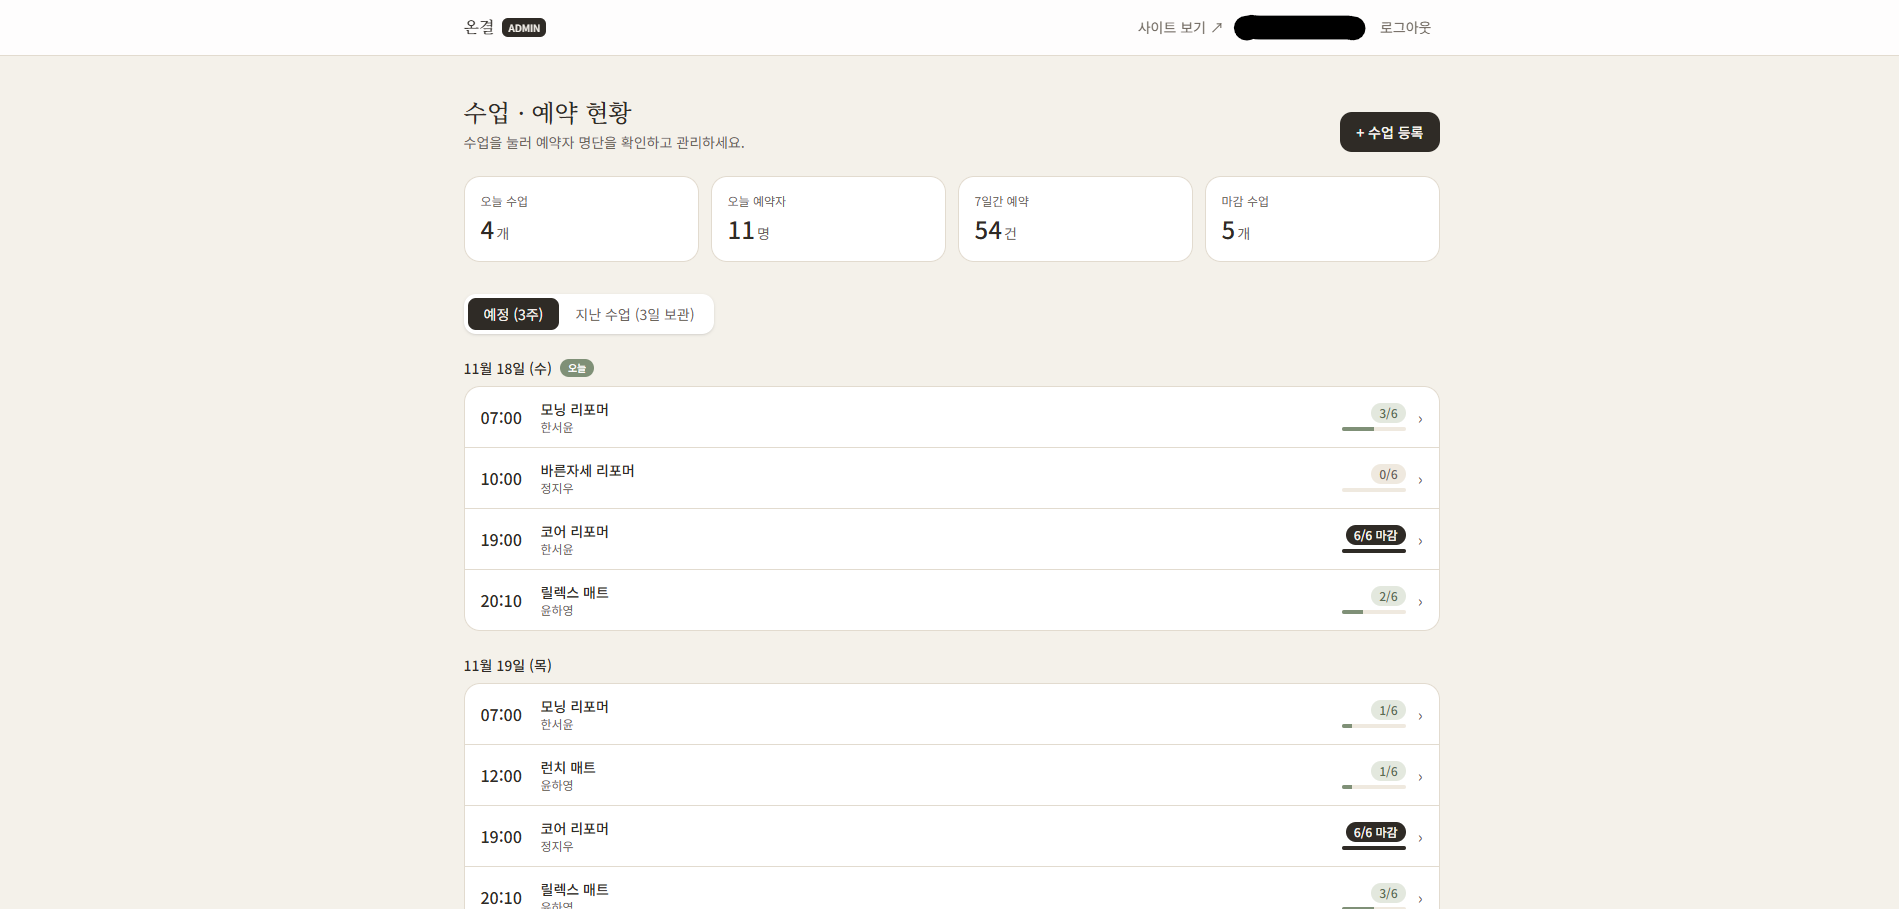 온결 ADMIN 사이트 보기 ↗ 로그아웃
수업 · 예약 현황
수업을 눌러 예약자 명단을 확인하고 관리하세요.
+ 수업 등록
오늘 수업
4개
오늘 예약자
11명
7일간 예약
54건
마감 수업
5개
예정 (3주) 지난 수업 (3일 보관)
11월 18일 (수) 오늘
07:00 모닝 리포머 3/6 ›
한서윤
10:00 바른자세 리포머 0/6 ›
정지우
19:00 코어 리포머 6/6 마감 ›
한서윤
20:10 릴렉스 매트 2/6 ›
윤하영
11월 19일 (목)
07:00 모닝 리포머 1/6 ›
한서윤
12:00 런치 매트 1/6 ›
윤하영
19:00 코어 리포머 6/6 마감 ›
정지우
20:10 릴렉스 매트 3/6 ›
윤하영